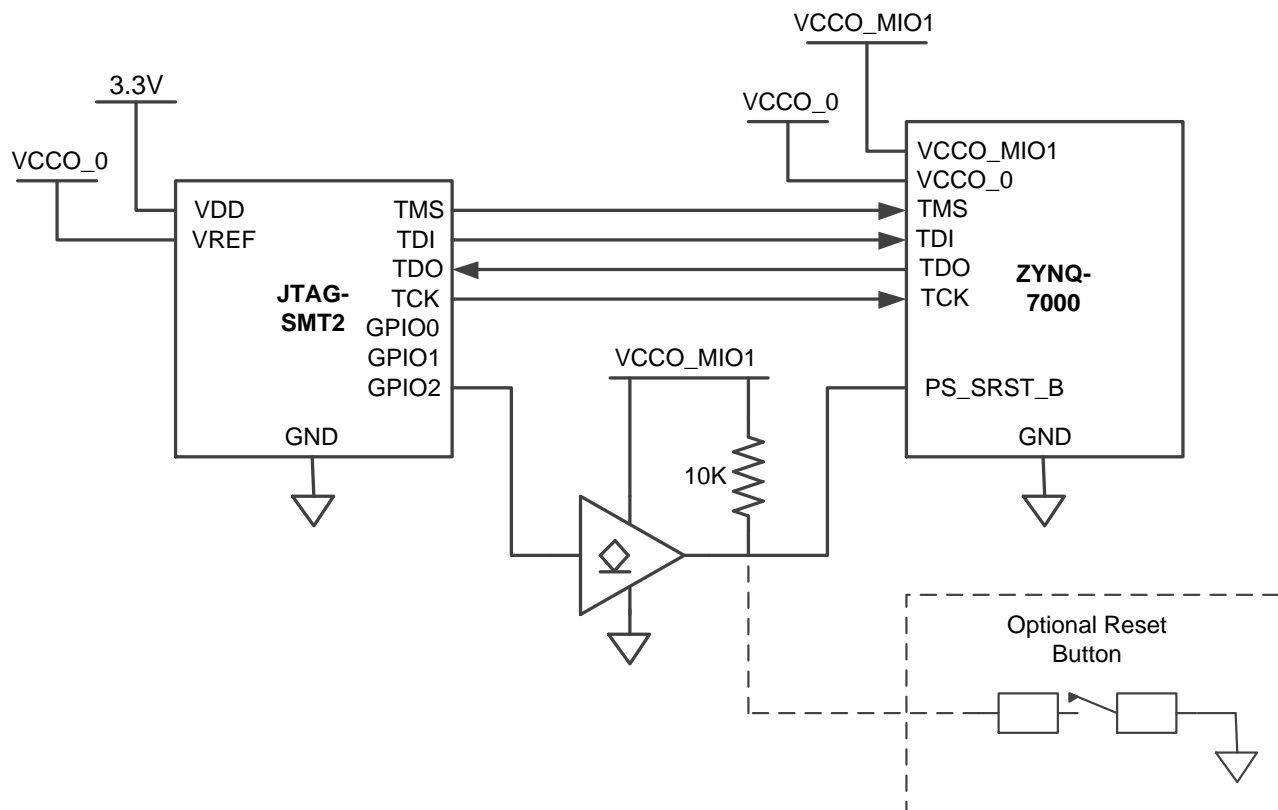 VCCO_MIO1
3.3V
VCCO_0
VCCO_0
VCCO_MIO1
VCCO_0
VDD
VREF
TMS
TDI
TDO
TCK
GPIO0
GPIO1
GPIO2
JTAG-
SMT2
GND
TMS
TDI
TDO
TCK
ZYNQ-
7000
VCCO_MIO1
PS_SRST_B
GND
10K
Optional Reset
Button